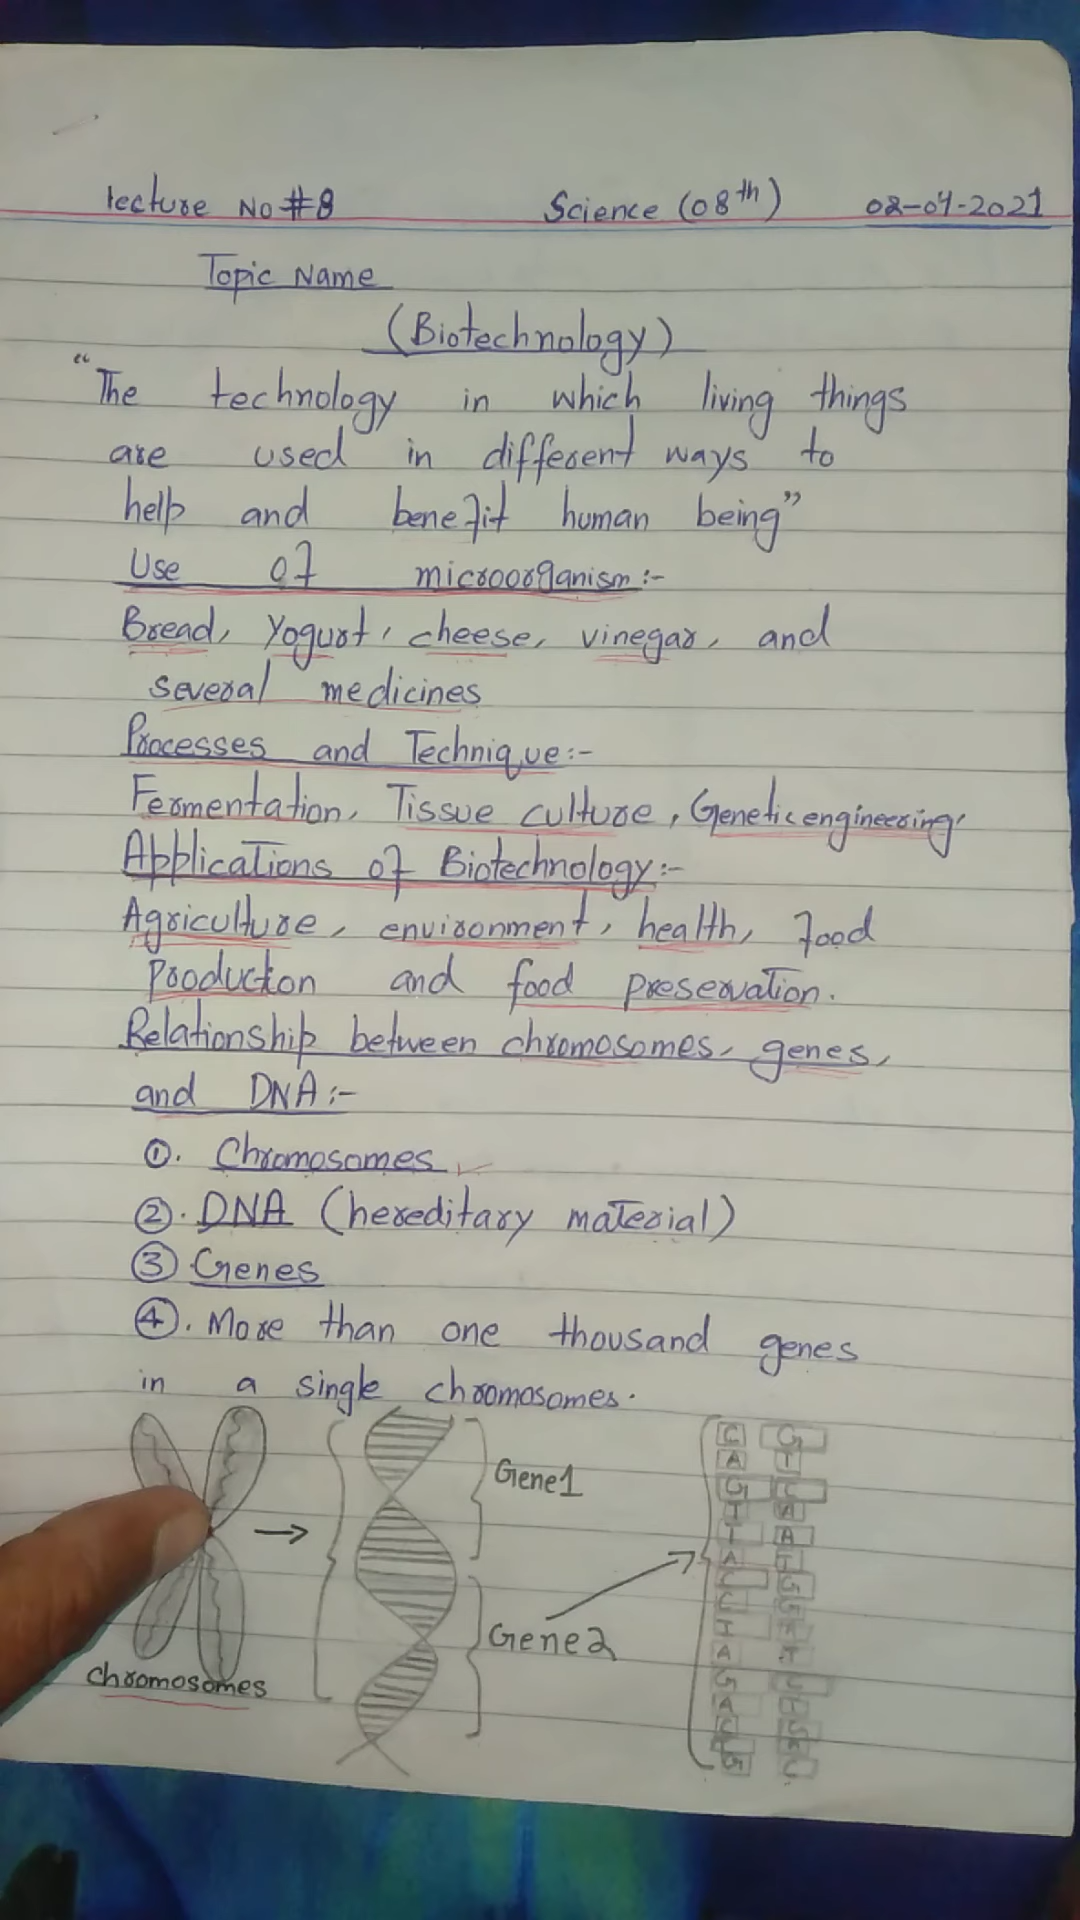 Lecture No #8 Science (08th) 02-04-2021
Topic Name
(Biotechnology)
"The technology in which living things
are used in different ways to
help and benefit human being"
Use of microorganism:-
Bread, Yogurt, cheese, vinegar, and
several medicines
Processes and Technique:-
Fermentation, Tissue culture, Genetic engineering,
Applications of Biotechnology:-
Agriculture, environment, health, food
Production and food preservation.
Relationship between chromosomes, genes,
and DNA:-
①. Chromosomes
②. DNA (hereditary material)
③ Genes
④. More than one thousand genes
in a single chromosomes.
Gene1
Gene2
chromosomes
C G
A T
G C
T A
T A
A T
C G
C G
T A
A T
G C
A
C G
G C